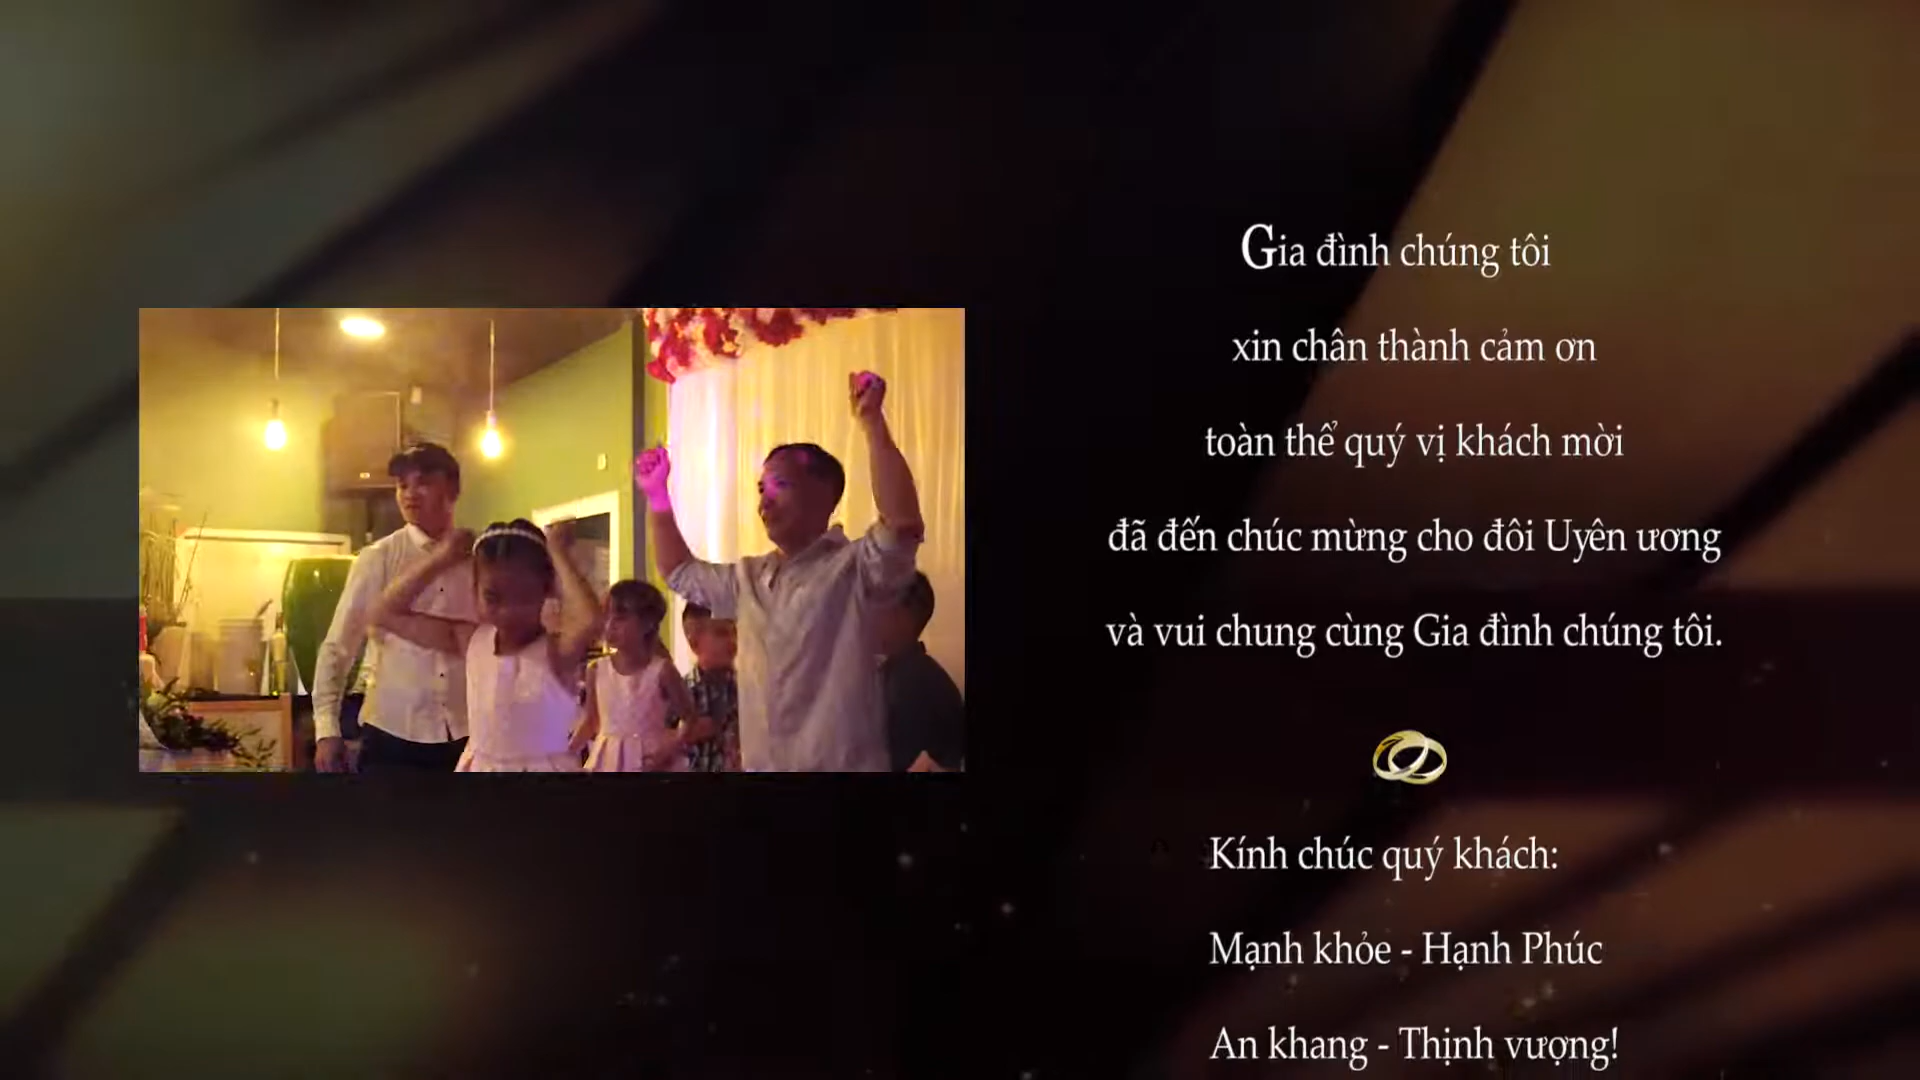 Gia đình chúng tôi
xin chân thành cảm ơn
toàn thể quý vị khách mời
đã đến chúc mừng cho đôi Uyên ương
và vui chung cùng Gia đình chúng tôi.
Kính chúc quý khách:
Mạnh khỏe - Hạnh Phúc
An khang - Thịnh vượng!